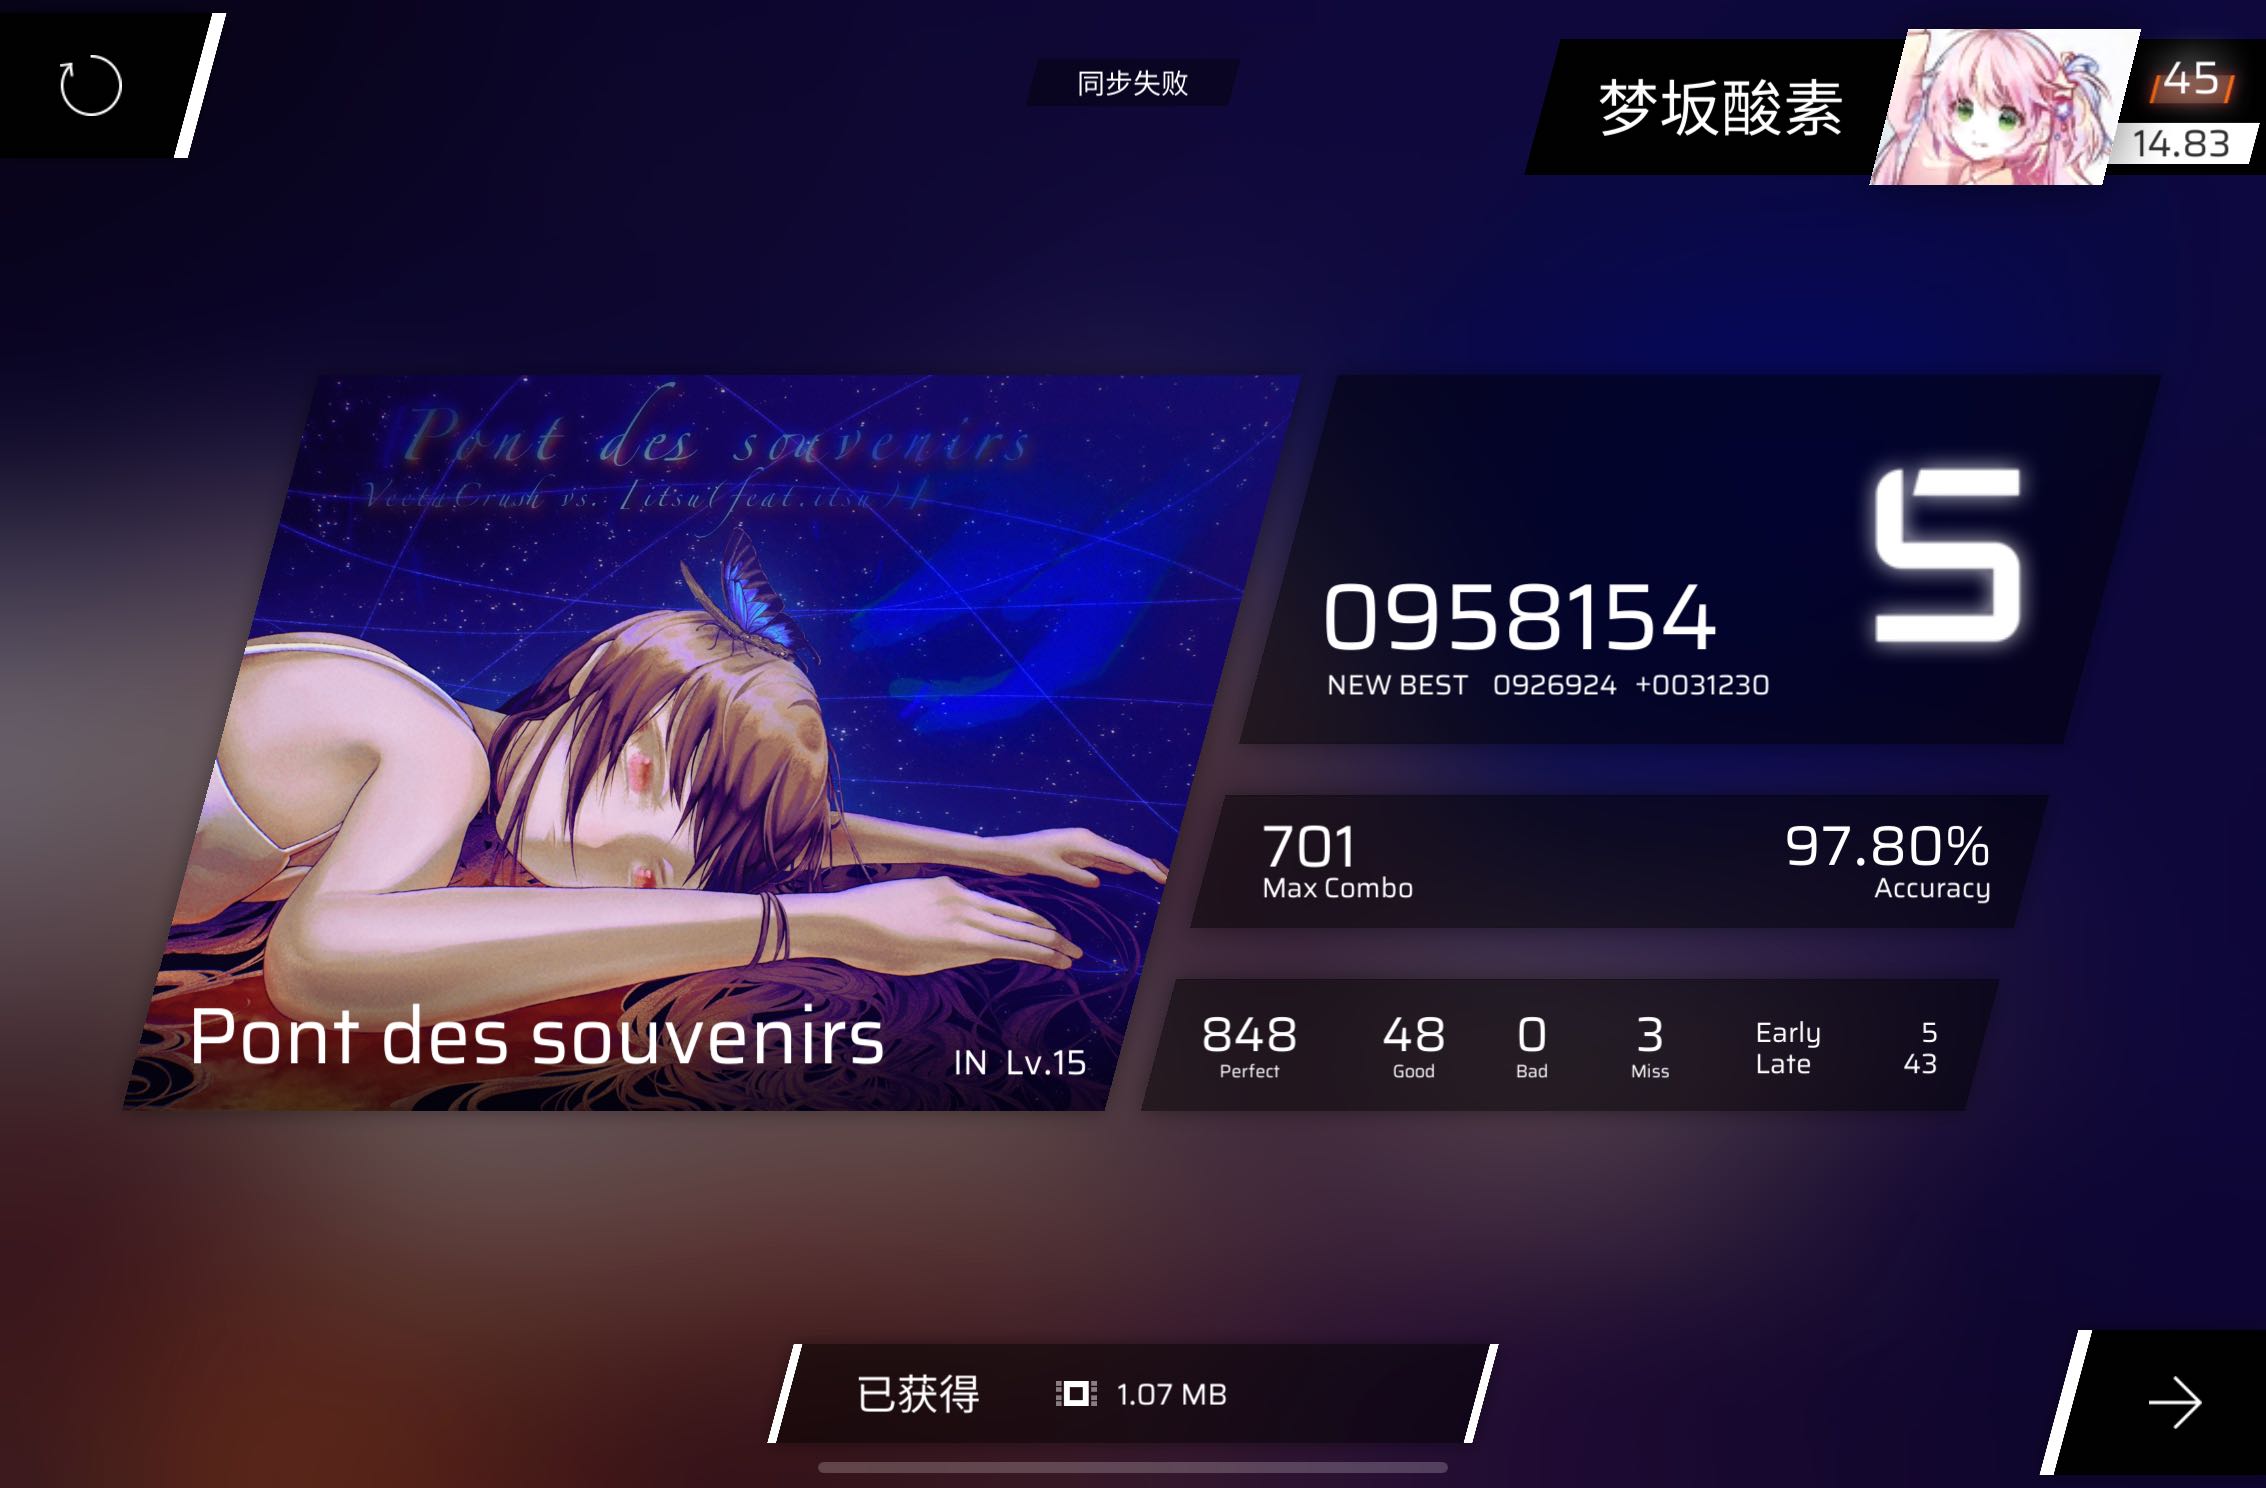 同步失败
梦坂酸素
45
14.83
Pont des souvenirs
VectaCrush vs. Iitsu(feat.itsu)
Pont des souvenirs
IN Lv.15
S
0958154
NEW BEST 0926924 +0031230
701
Max Combo
97.80%
Accuracy
848
Perfect
48
Good
0
Bad
3
Miss
Early 5
Late 43
已获得 1.07 MB